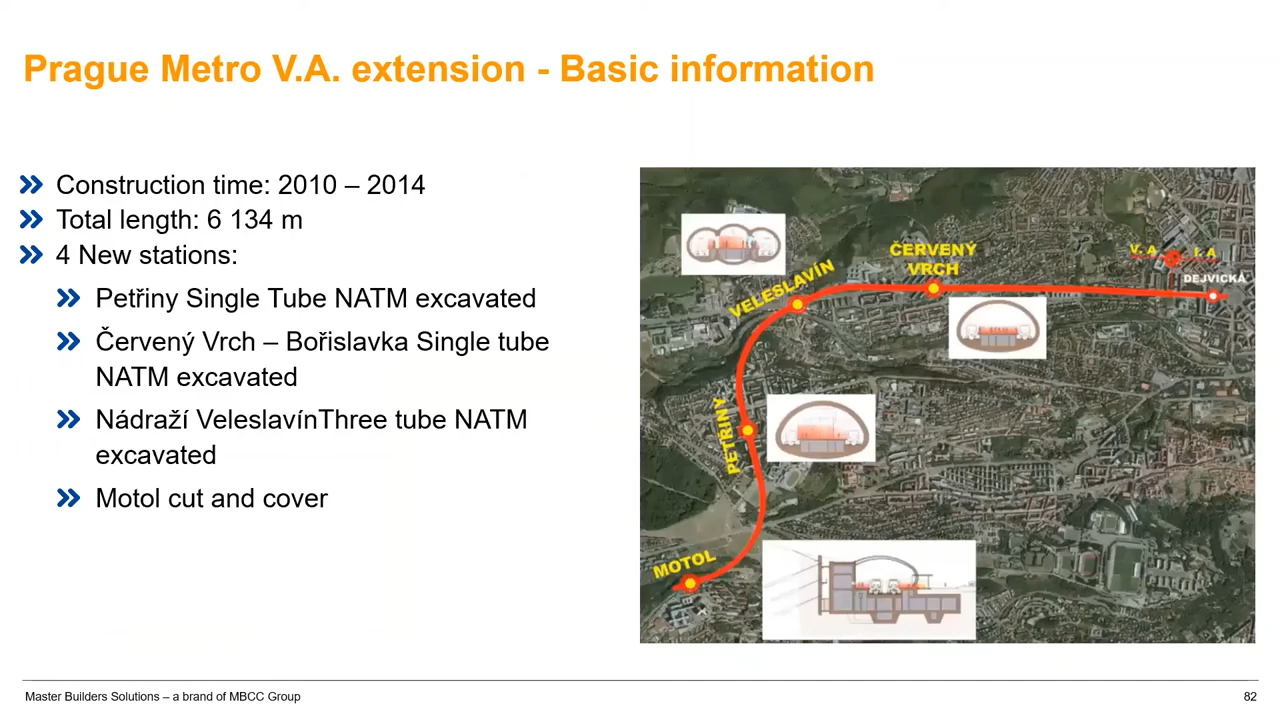 Prague Metro V.A. extension - Basic information
Construction time: 2010 – 2014
Total length: 6 134 m
4 New stations:
Petřiny Single Tube NATM excavated
Červený Vrch – Bořislavka Single tube
NATM excavated
Nádraží VeleslavínThree tube NATM
excavated
Motol cut and cover
ČERVENÝ
VRCH
V. A
I. A
DEJVICKÁ
VELESLAVÍN
PETŘINY
MOTOL
Master Builders Solutions – a brand of MBCC Group
82